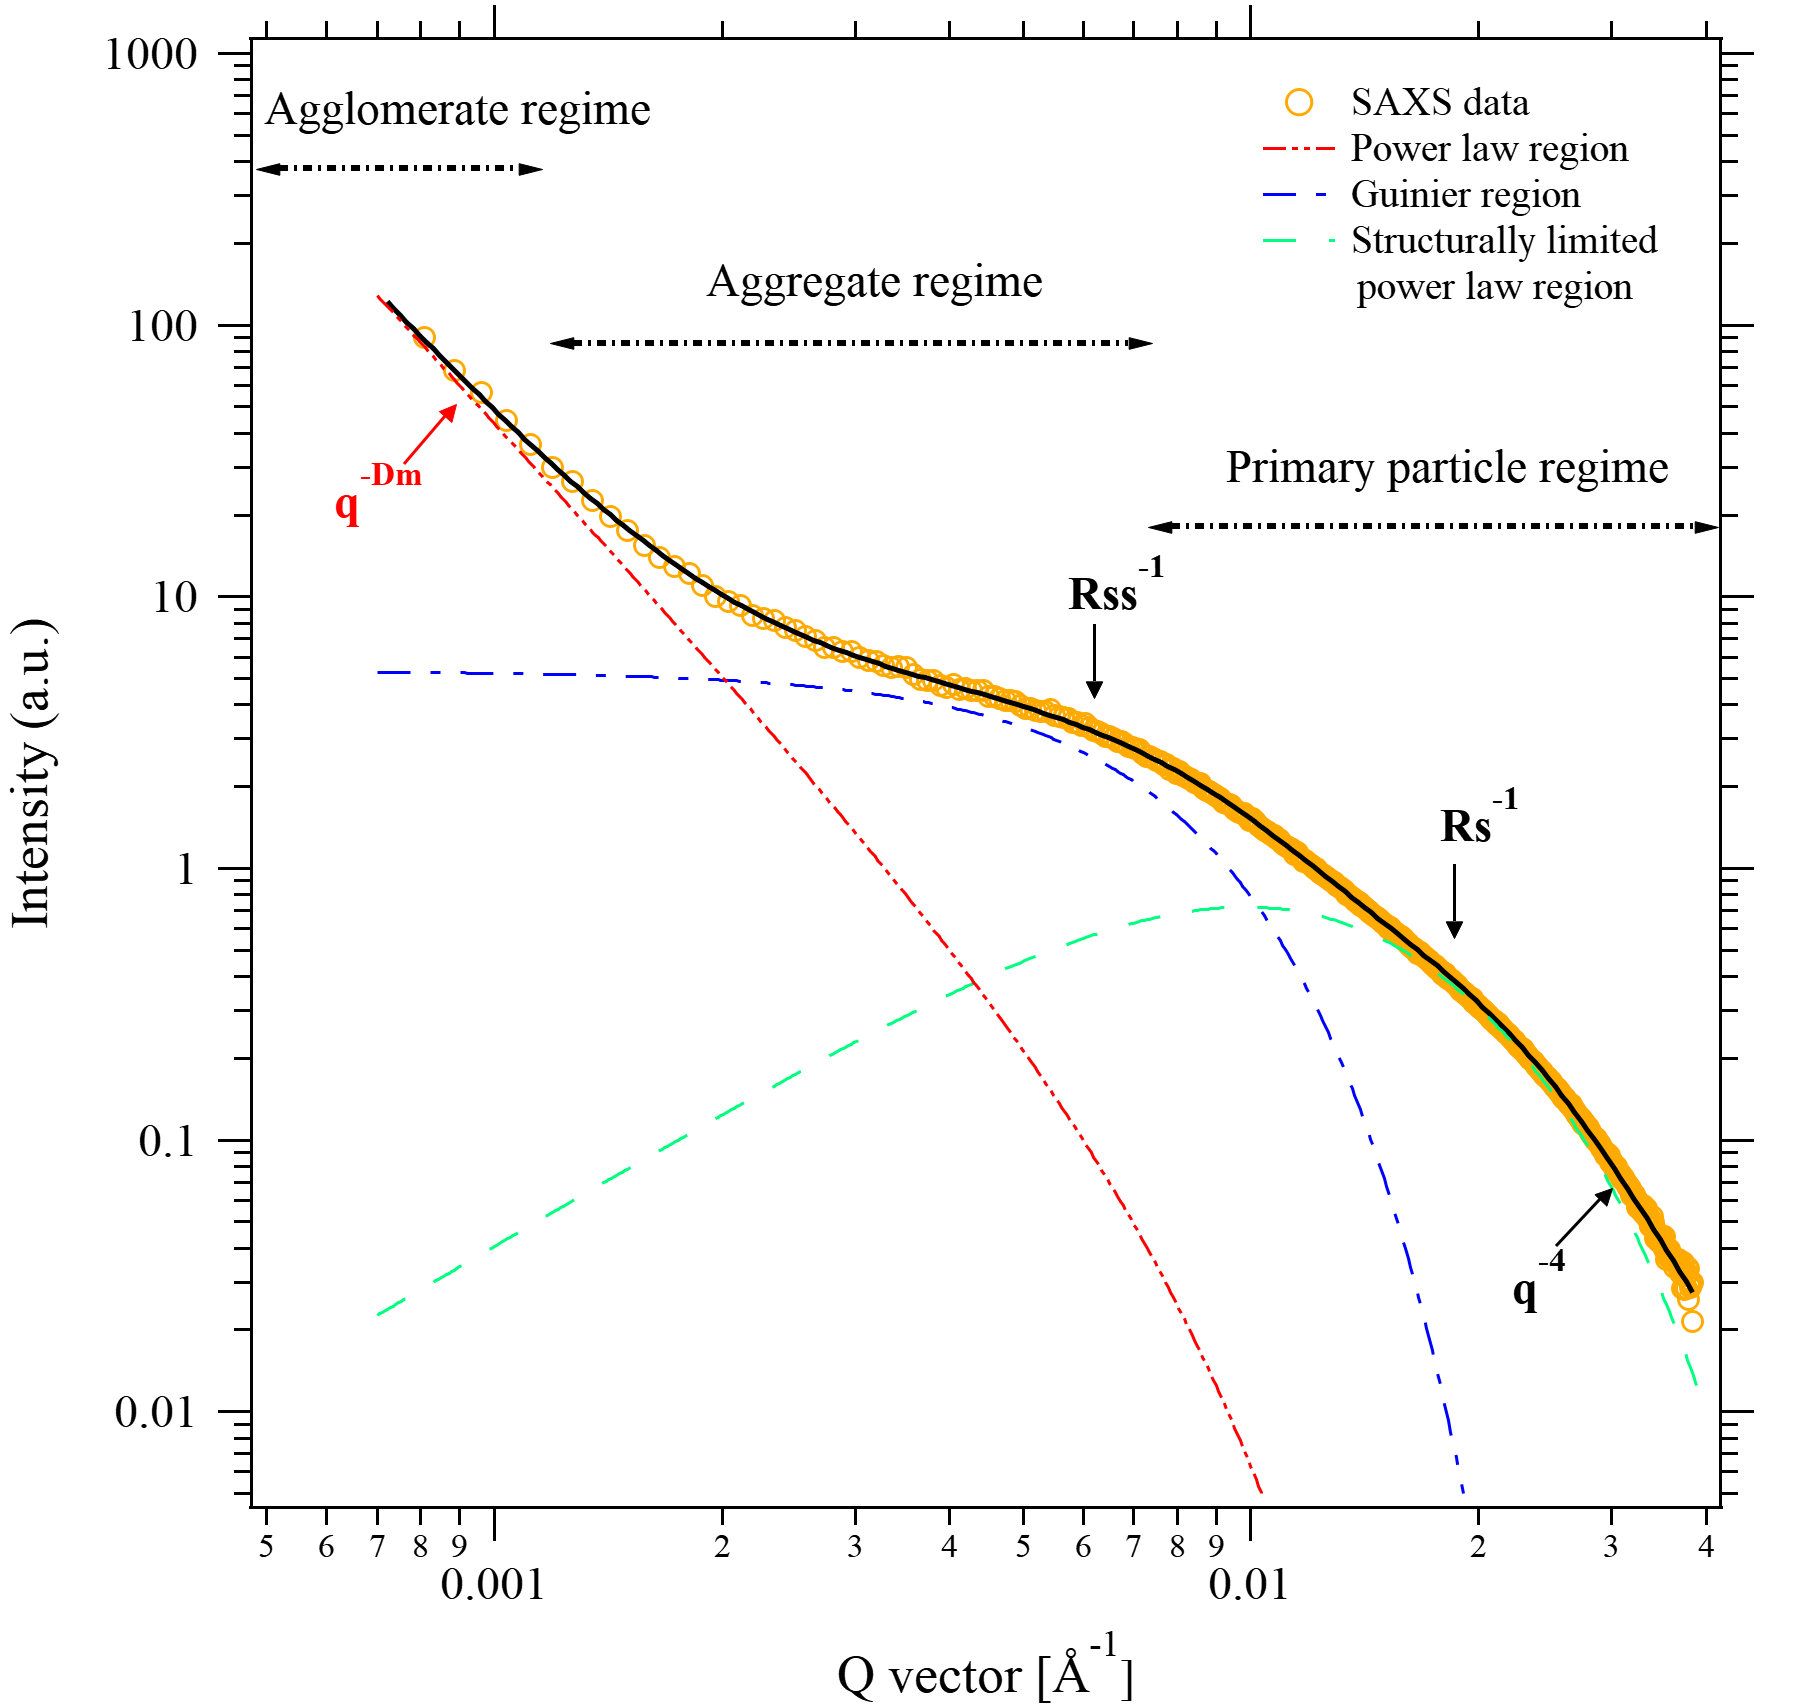 1000
100
10
1
0.1
0.01
Intensity (a.u.)
Agglomerate regime
Aggregate regime
Primary particle regime
SAXS data
Power law region
Guinier region
Structurally limited
power law region
q^-Dm
Rss^-1
Rs^-1
q^-4
5 6 7 8 9 2 3 4 5 6 7 8 9 2 3 4
0.001 0.01
Q vector [Å^-1]